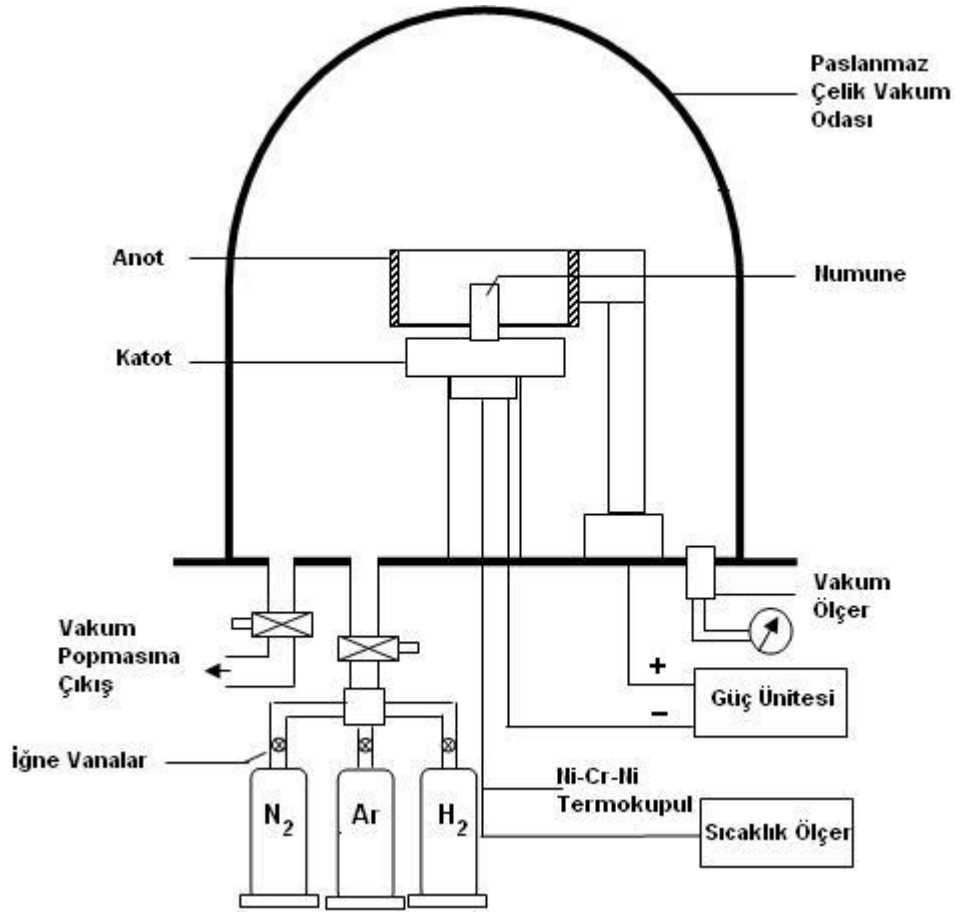 Paslanmaz
Çelik Vakum
Odası
Anot
Numune
Katot
Vakum
Ölçer
Vakum
Popmasına
Çıkış
+
Güç Ünitesi
−
İğne Vanalar
N2
Ar
H2
Ni-Cr-Ni
Termokupul
Sıcaklık Ölçer